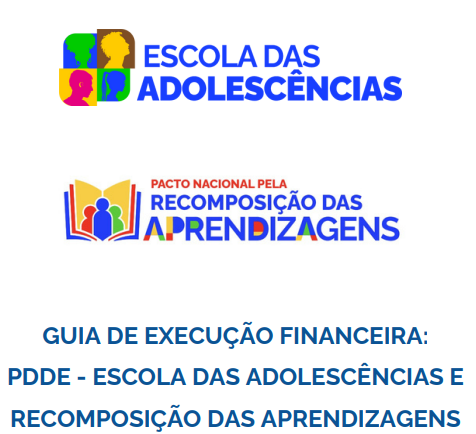 ESCOLA DAS
ADOLESCÊNCIAS
PACTO NACIONAL PELA
RECOMPOSIÇÃO DAS
APRENDIZAGENS
GUIA DE EXECUÇÃO FINANCEIRA:
PDDE - ESCOLA DAS ADOLESCÊNCIAS E
RECOMPOSIÇÃO DAS APRENDIZAGENS